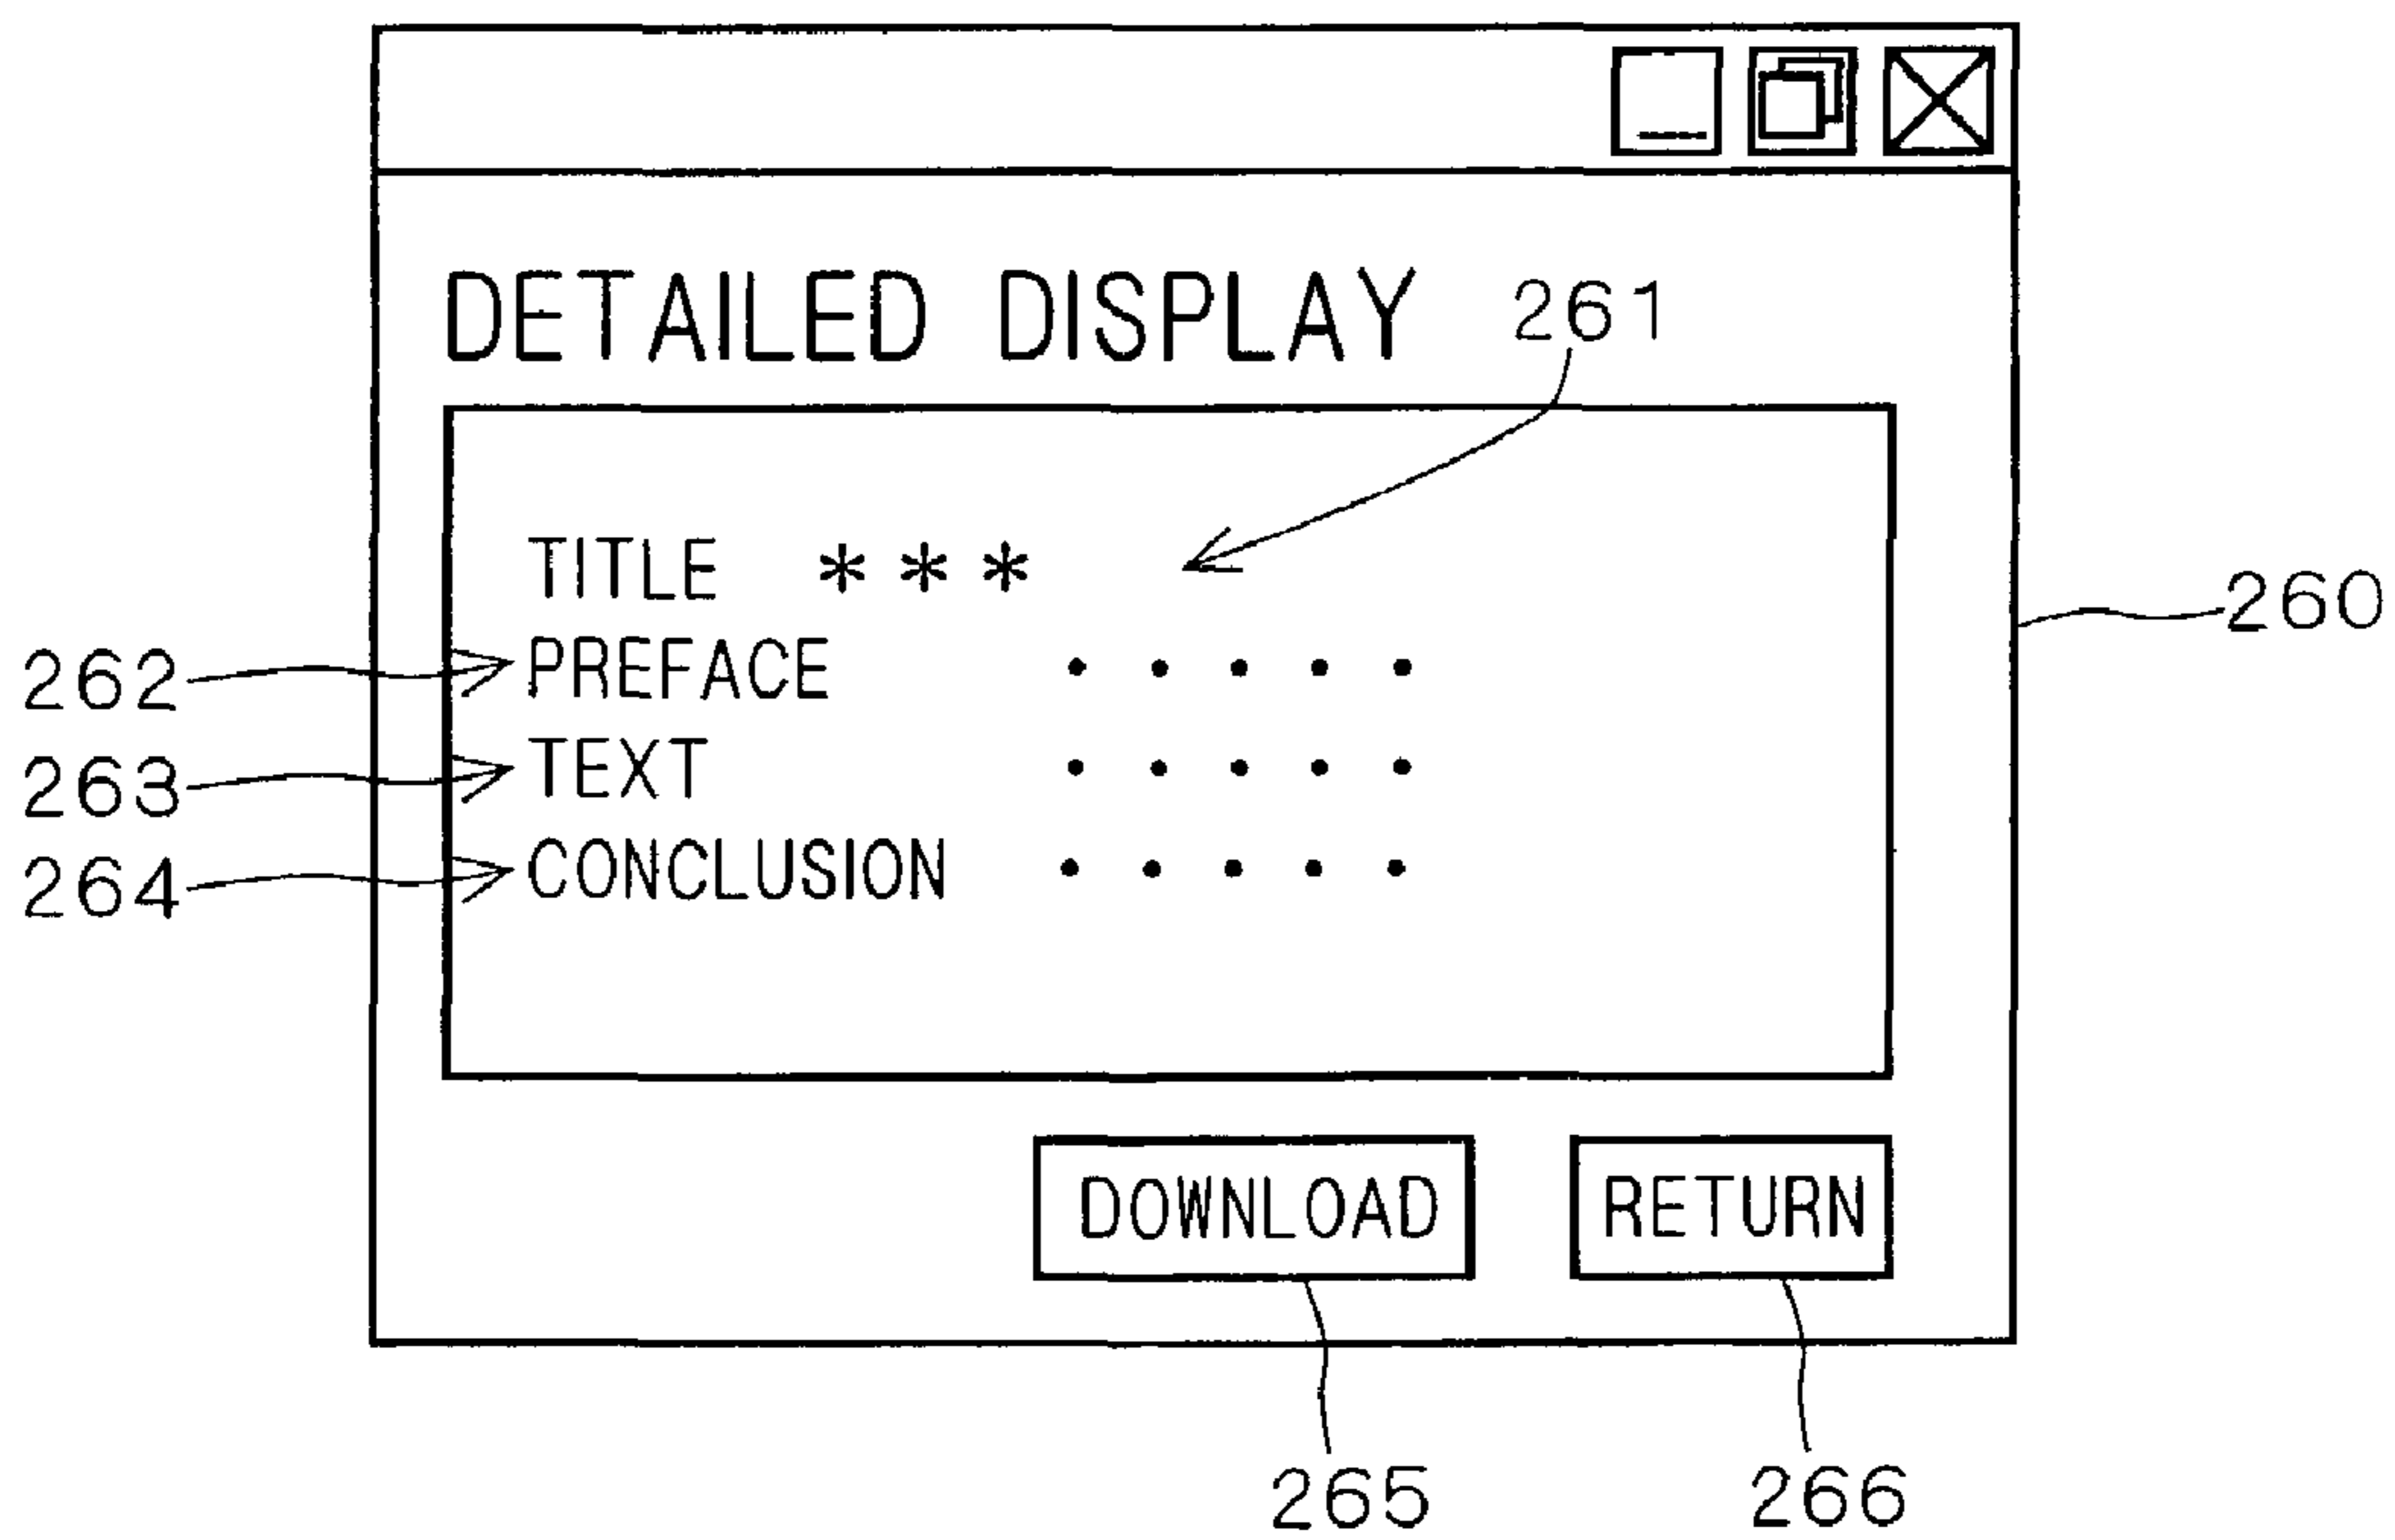 DETAILED DISPLAY 261
TITLE * * *
260
262 PREFACE . . . . .
263 TEXT . . . . .
264 CONCLUSION . . . . .
DOWNLOAD RETURN
265 266